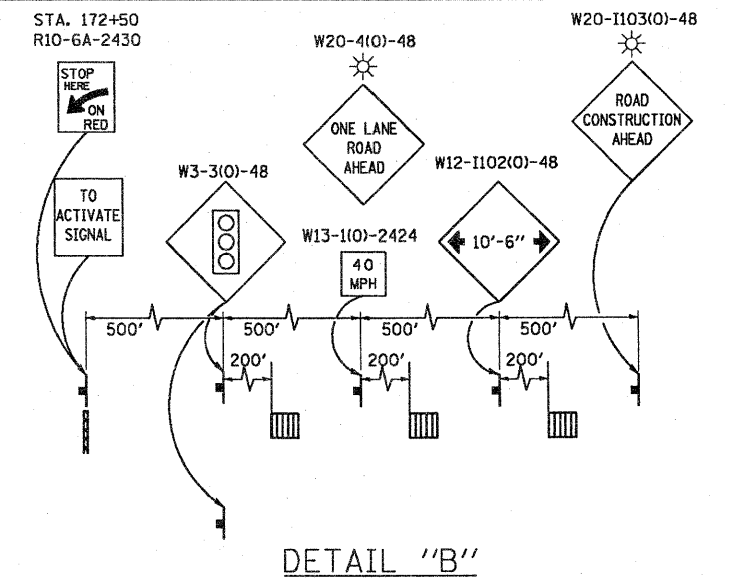 STA. 172+50
R10-6A-2430
STOP
HERE
ON
RED
TO
ACTIVATE
SIGNAL
W3-3(O)-48
W20-4(O)-48
ONE LANE
ROAD
AHEAD
W13-1(O)-2424
40
MPH
W12-I102(O)-48
10'-6"
W20-I103(O)-48
ROAD
CONSTRUCTION
AHEAD
500'
500'
500'
500'
200'
200'
200'
DETAIL "B"